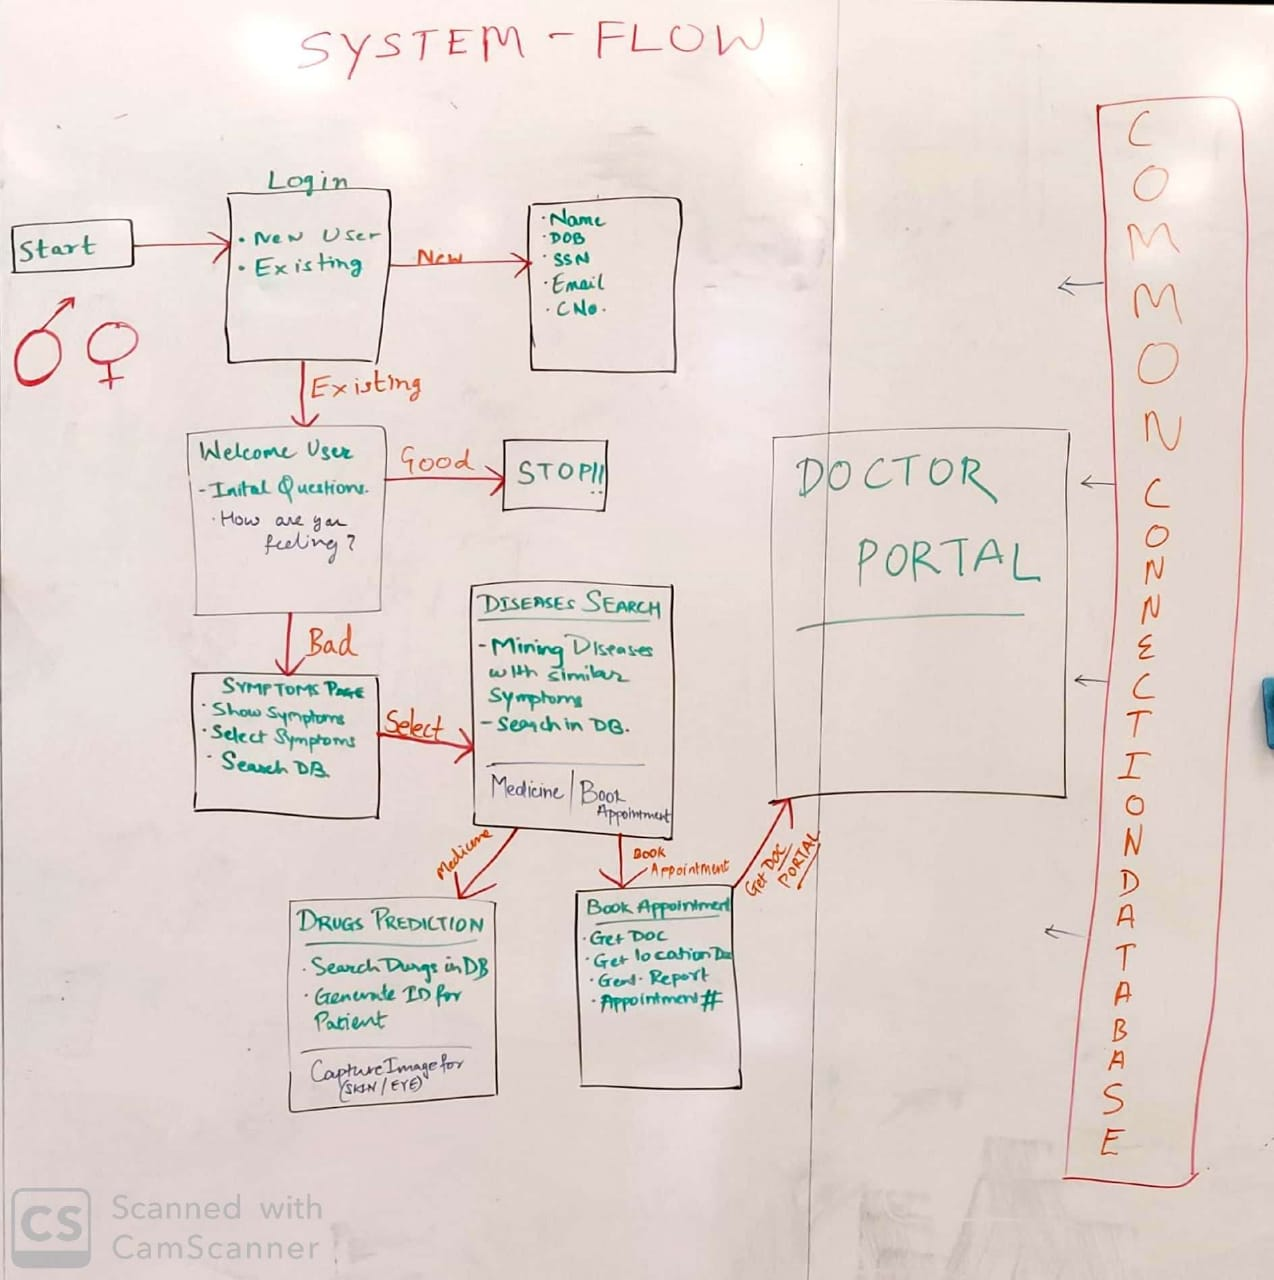 SYSTEM - FLOW
Start
Login
• New User
• Existing
New
· Name
· DOB
· SSN
· Email
· CNo.
Existing
Welcome User
- Inital Questions.
· How are you
feeling?
Good
STOP!!
Bad
SYMPTOMS PAGE
· Show Symptoms
· Select Symptoms
· Search DB.
Select
DISEASES SEARCH
- Mining Diseases
with similar
Symptoms
- Search in DB.
Medicine | Book
Appointment
Medicine
Book
Appointment
DRUGS PREDICTION
· Search Drugs in DB
· Generate ID for
Patient
Capture Image for
(SKIN / EYE)
Book Appointment
· Get DOC
· Get location Doc
· Gent. Report
· Appointment #
Get DOC
PORTAL
DOCTOR
PORTAL
COMMON CONNECTION DATABASE
CS
Scanned with
CamScanner